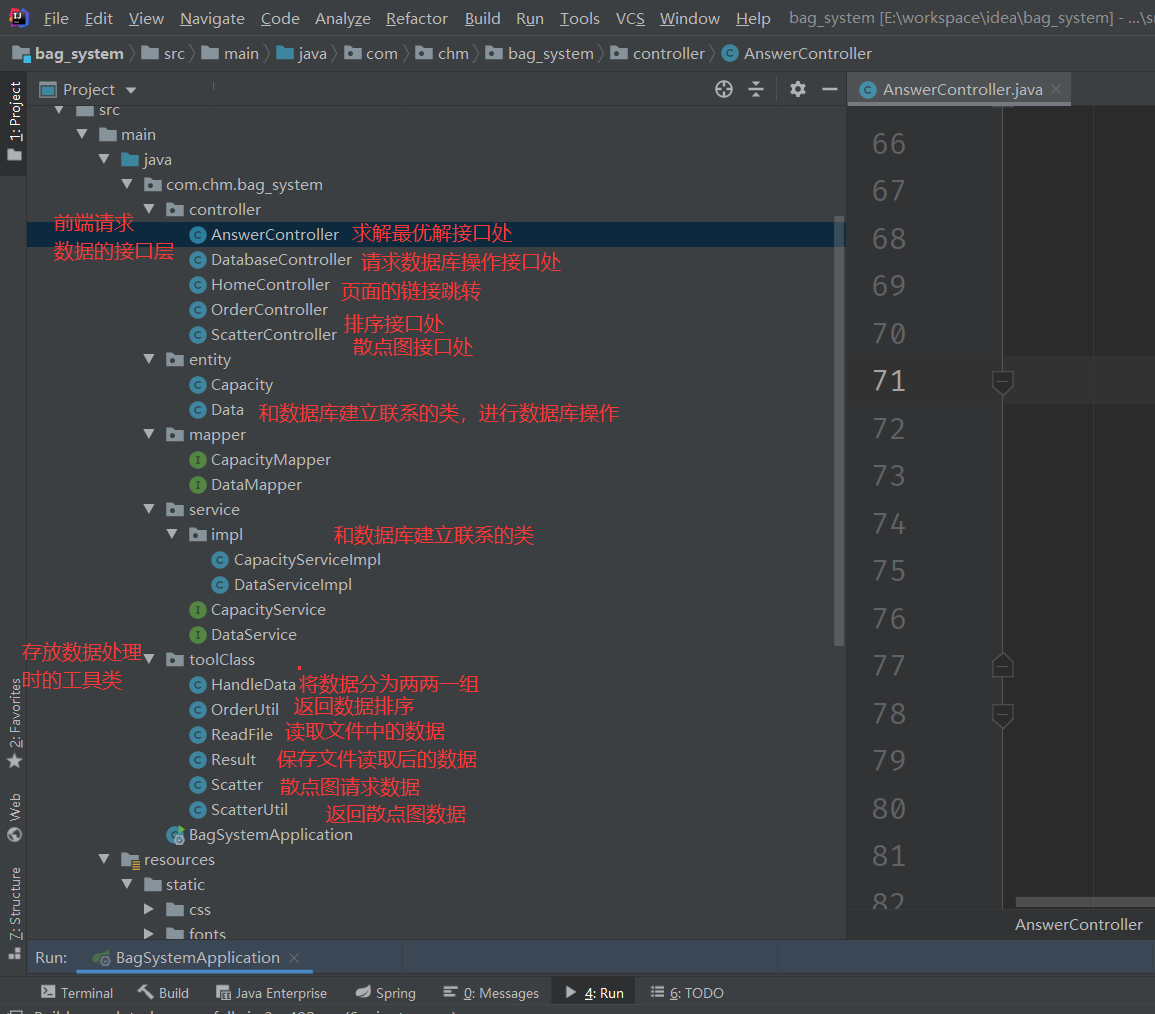 File Edit View Navigate Code Analyze Refactor Build Run Tools VCS Window Help bag_system [E:\workspace\idea\bag_system] - ...\s
bag_system src main java com chm bag_system controller AnswerController
1: Project
Project
AnswerController.java
src
main
java
com.chm.bag_system
controller
前端请求
数据的接口层
AnswerController 求解最优解接口处
DatabaseController 请求数据库操作接口处
HomeController 页面的链接跳转
OrderController 排序接口处
ScatterController 散点图接口处
entity
Capacity
Data 和数据库建立联系的类，进行数据库操作
mapper
CapacityMapper
DataMapper
service
impl 和数据库建立联系的类
CapacityServiceImpl
DataServiceImpl
CapacityService
DataService
存放数据处理
时的工具类
toolClass
HandleData 将数据分为两两一组
OrderUtil 返回数据排序
ReadFile 读取文件中的数据
Result 保存文件读取后的数据
Scatter 散点图请求数据
ScatterUtil 返回散点图数据
BagSystemApplication
resources
static
css
fonts
2: Favorites
Web
Z: Structure
66
67
68
69
70
71
72
73
74
75
76
77
78
79
80
81
82
AnswerController
Run: BagSystemApplication
Terminal Build Java Enterprise Spring 0: Messages 4: Run 6: TODO